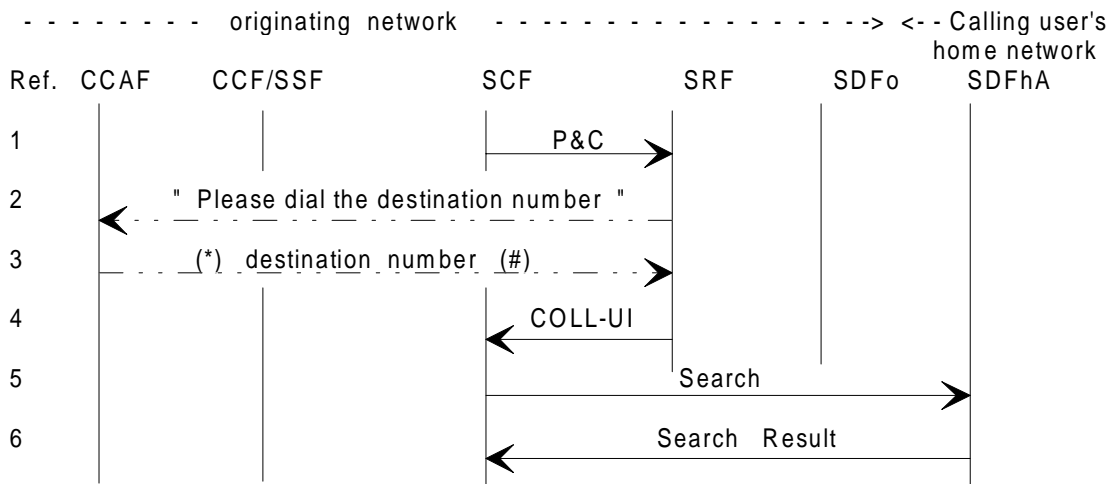 - - - - - - - - originating network - - - - - - - - - - - - - - - - -> <-- Calling user's
home network
Ref. CCAF CCF/SSF SCF SRF SDFo SDFhA
1 P&C
2 " Please dial the destination number "
3 (*) destination number (#)
4 COLL-UI
5 Search
6 Search Result